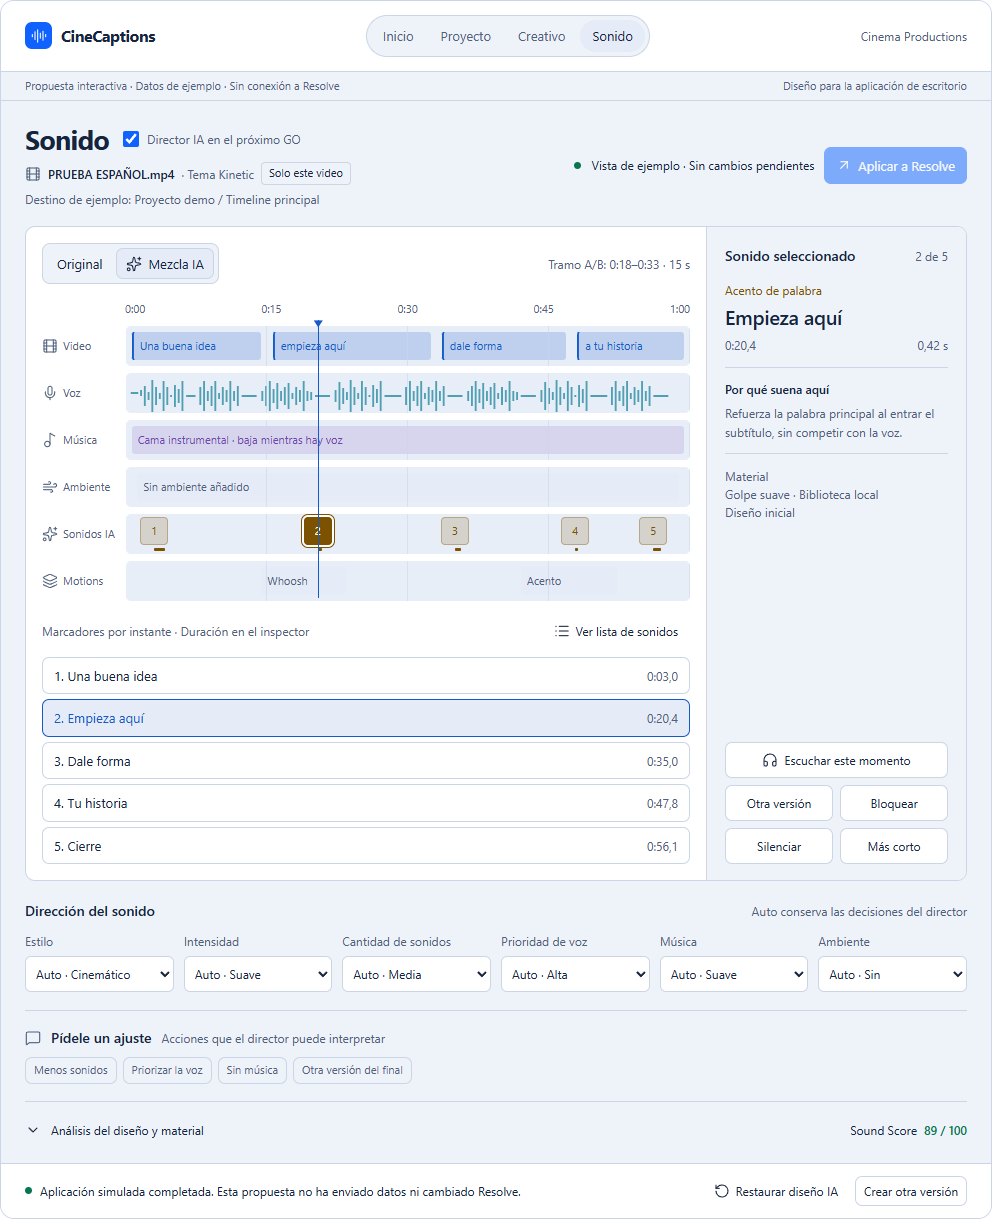 CineCaptions
Inicio Proyecto Creativo Sonido
Cinema Productions
Propuesta interactiva · Datos de ejemplo · Sin conexión a Resolve
Diseño para la aplicación de escritorio
Sonido
Director IA en el próximo GO
PRUEBA ESPAÑOL.mp4 · Tema Kinetic Solo este video
Destino de ejemplo: Proyecto demo / Timeline principal
Vista de ejemplo · Sin cambios pendientes
Aplicar a Resolve
Original Mezcla IA
Tramo A/B: 0:18–0:33 · 15 s
0:00 0:15 0:30 0:45 1:00
Video Una buena idea empieza aquí dale forma a tu historia
Voz
Música Cama instrumental · baja mientras hay voz
Ambiente Sin ambiente añadido
Sonidos IA 1 2 3 4 5
Motions Whoosh Acento
Marcadores por instante · Duración en el inspector
Ver lista de sonidos
1. Una buena idea 0:03,0
2. Empieza aquí 0:20,4
3. Dale forma 0:35,0
4. Tu historia 0:47,8
5. Cierre 0:56,1
Sonido seleccionado 2 de 5
Acento de palabra
Empieza aquí
0:20,4 0,42 s
Por qué suena aquí
Refuerza la palabra principal al entrar el
subtítulo, sin competir con la voz.
Material
Golpe suave · Biblioteca local
Diseño inicial
Escuchar este momento
Otra versión Bloquear
Silenciar Más corto
Dirección del sonido
Auto conserva las decisiones del director
Estilo Intensidad Cantidad de sonidos Prioridad de voz Música Ambiente
Auto · Cinemático Auto · Suave Auto · Media Auto · Alta Auto · Suave Auto · Sin
Pídele un ajuste Acciones que el director puede interpretar
Menos sonidos Priorizar la voz Sin música Otra versión del final
Análisis del diseño y material
Sound Score 89 / 100
Aplicación simulada completada. Esta propuesta no ha enviado datos ni cambiado Resolve.
Restaurar diseño IA Crear otra versión